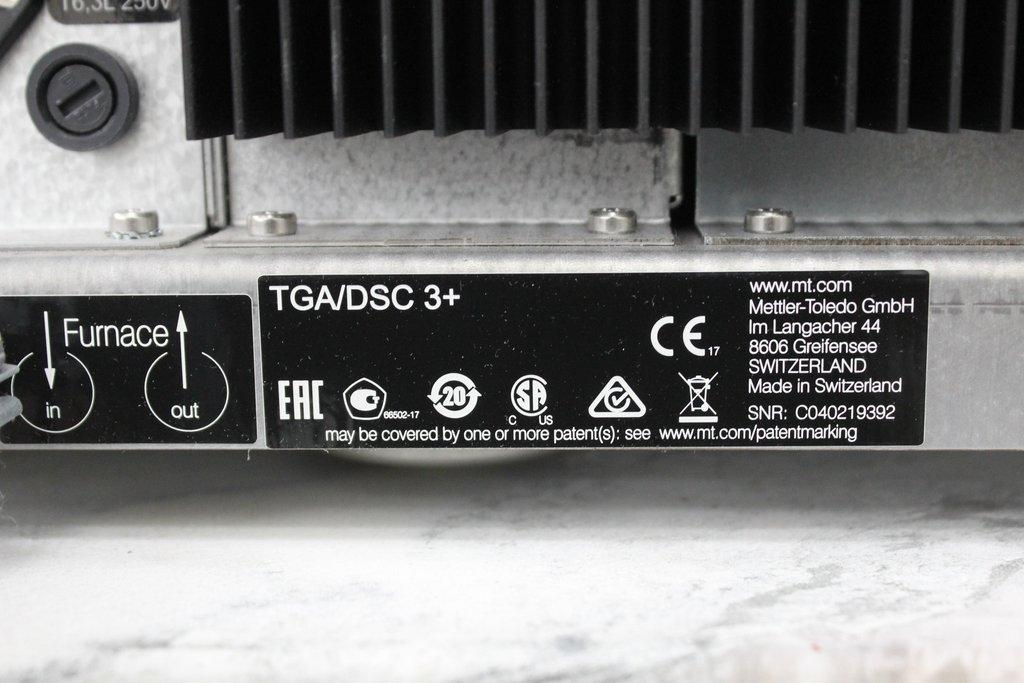 T6,3L 250V
Furnace
in
out
TGA/DSC 3+
www.mt.com
Mettler-Toledo GmbH
Im Langacher 44
8606 Greifensee
SWITZERLAND
Made in Switzerland
SNR: C040219392
CE 17
EAC
66502-17
20
SA
C US
may be covered by one or more patent(s): see www.mt.com/patentmarking